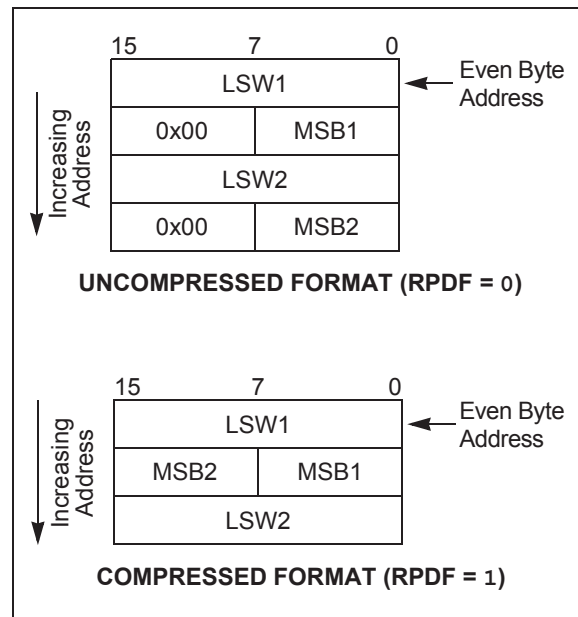 15 7 0
LSW1
Even Byte
Address
0x00 MSB1
LSW2
0x00 MSB2
Increasing
Address
UNCOMPRESSED FORMAT (RPDF = 0)
15 7 0
LSW1
Even Byte
Address
MSB2 MSB1
LSW2
Increasing
Address
COMPRESSED FORMAT (RPDF = 1)